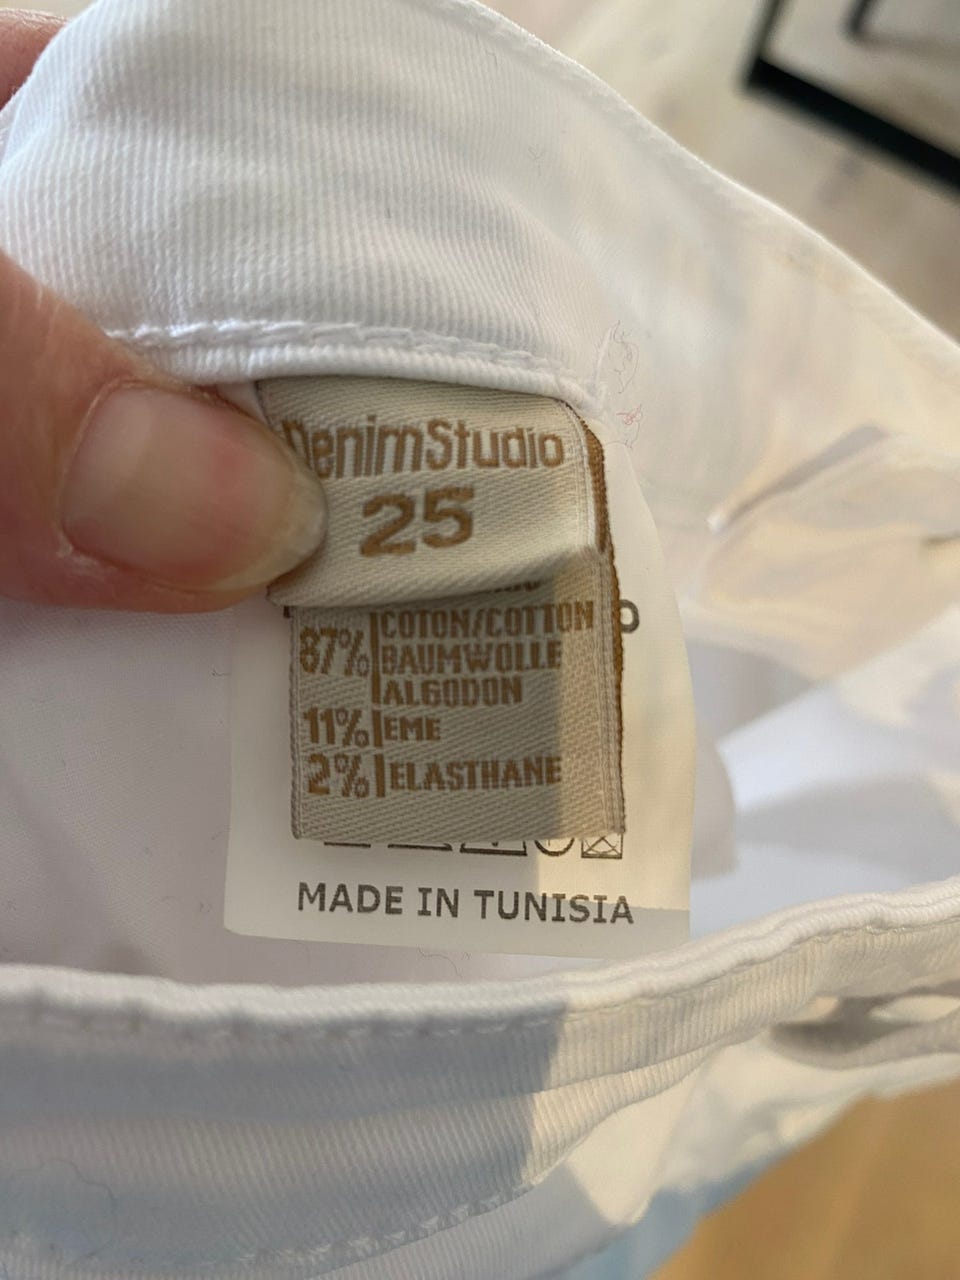 DenimStudio
25
87% COTON/COTTON
BAUMWOLLE
ALGODON
11% EME
2% ELASTHANE
MADE IN TUNISIA